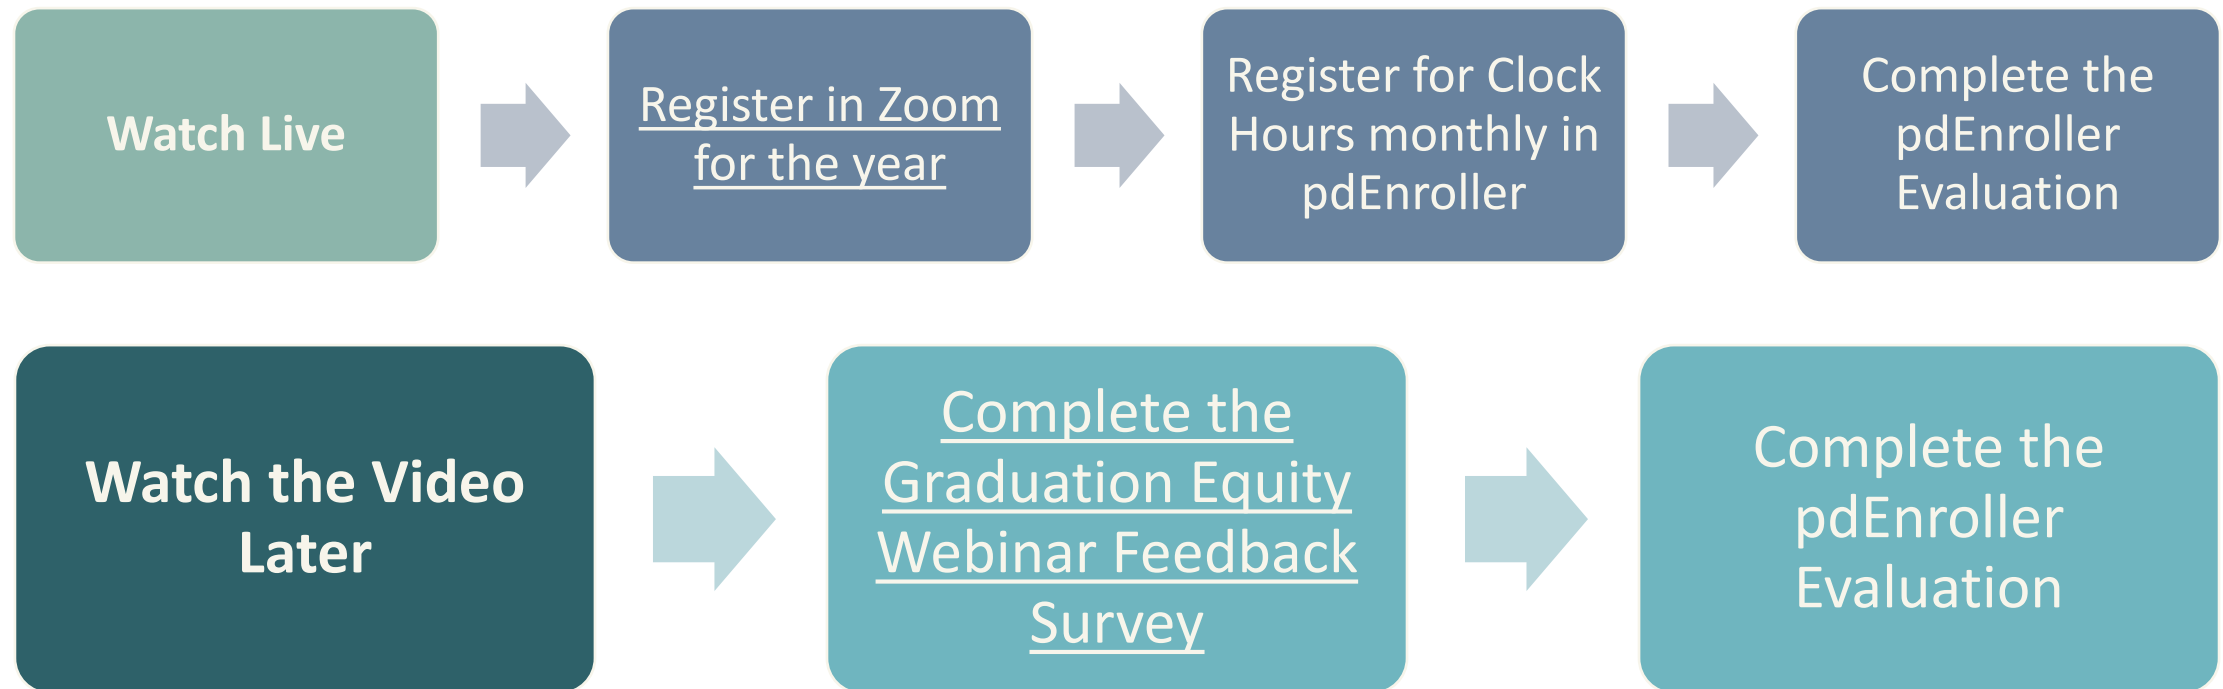 Watch Live
Register in Zoom
for the year
Register for Clock
Hours monthly in
pdEnroller
Complete the
pdEnroller
Evaluation
Watch the Video
Later
Complete the
Graduation Equity
Webinar Feedback
Survey
Complete the
pdEnroller
Evaluation